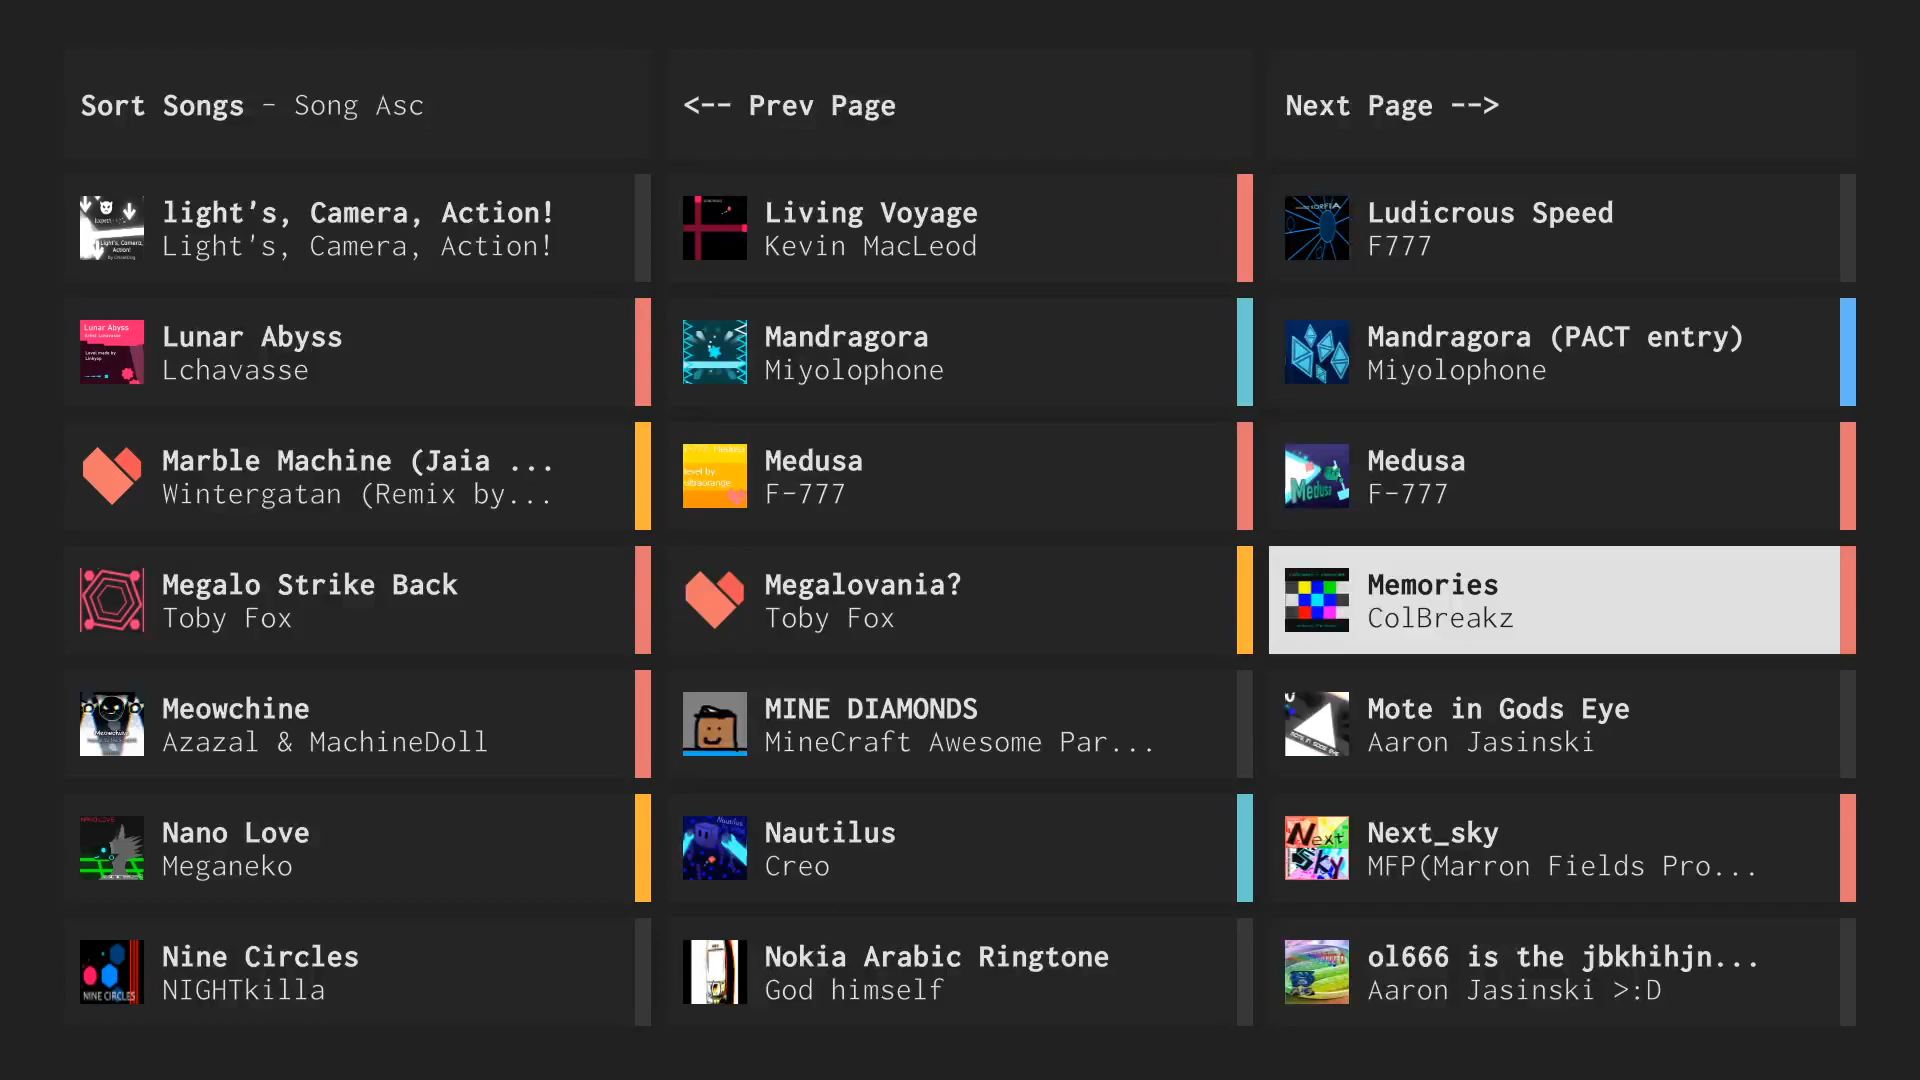 Sort Songs - Song Asc
<-- Prev Page
Next Page -->
light's, Camera, Action!
Light's, Camera, Action!
Living Voyage
Kevin MacLeod
Ludicrous Speed
F777
Lunar Abyss
Lchavasse
Mandragora
Miyolophone
Mandragora (PACT entry)
Miyolophone
Marble Machine (Jaia ...
Wintergatan (Remix by...
Medusa
F-777
Medusa
F-777
Megalo Strike Back
Toby Fox
Megalovania?
Toby Fox
Memories
ColBreakz
Meowchine
Azazal & MachineDoll
MINE DIAMONDS
MineCraft Awesome Par...
Mote in Gods Eye
Aaron Jasinski
Nano Love
Meganeko
Nautilus
Creo
Next_sky
MFP(Marron Fields Pro...
Nine Circles
NIGHTkilla
Nokia Arabic Ringtone
God himself
ol666 is the jbkhihjn...
Aaron Jasinski >:D